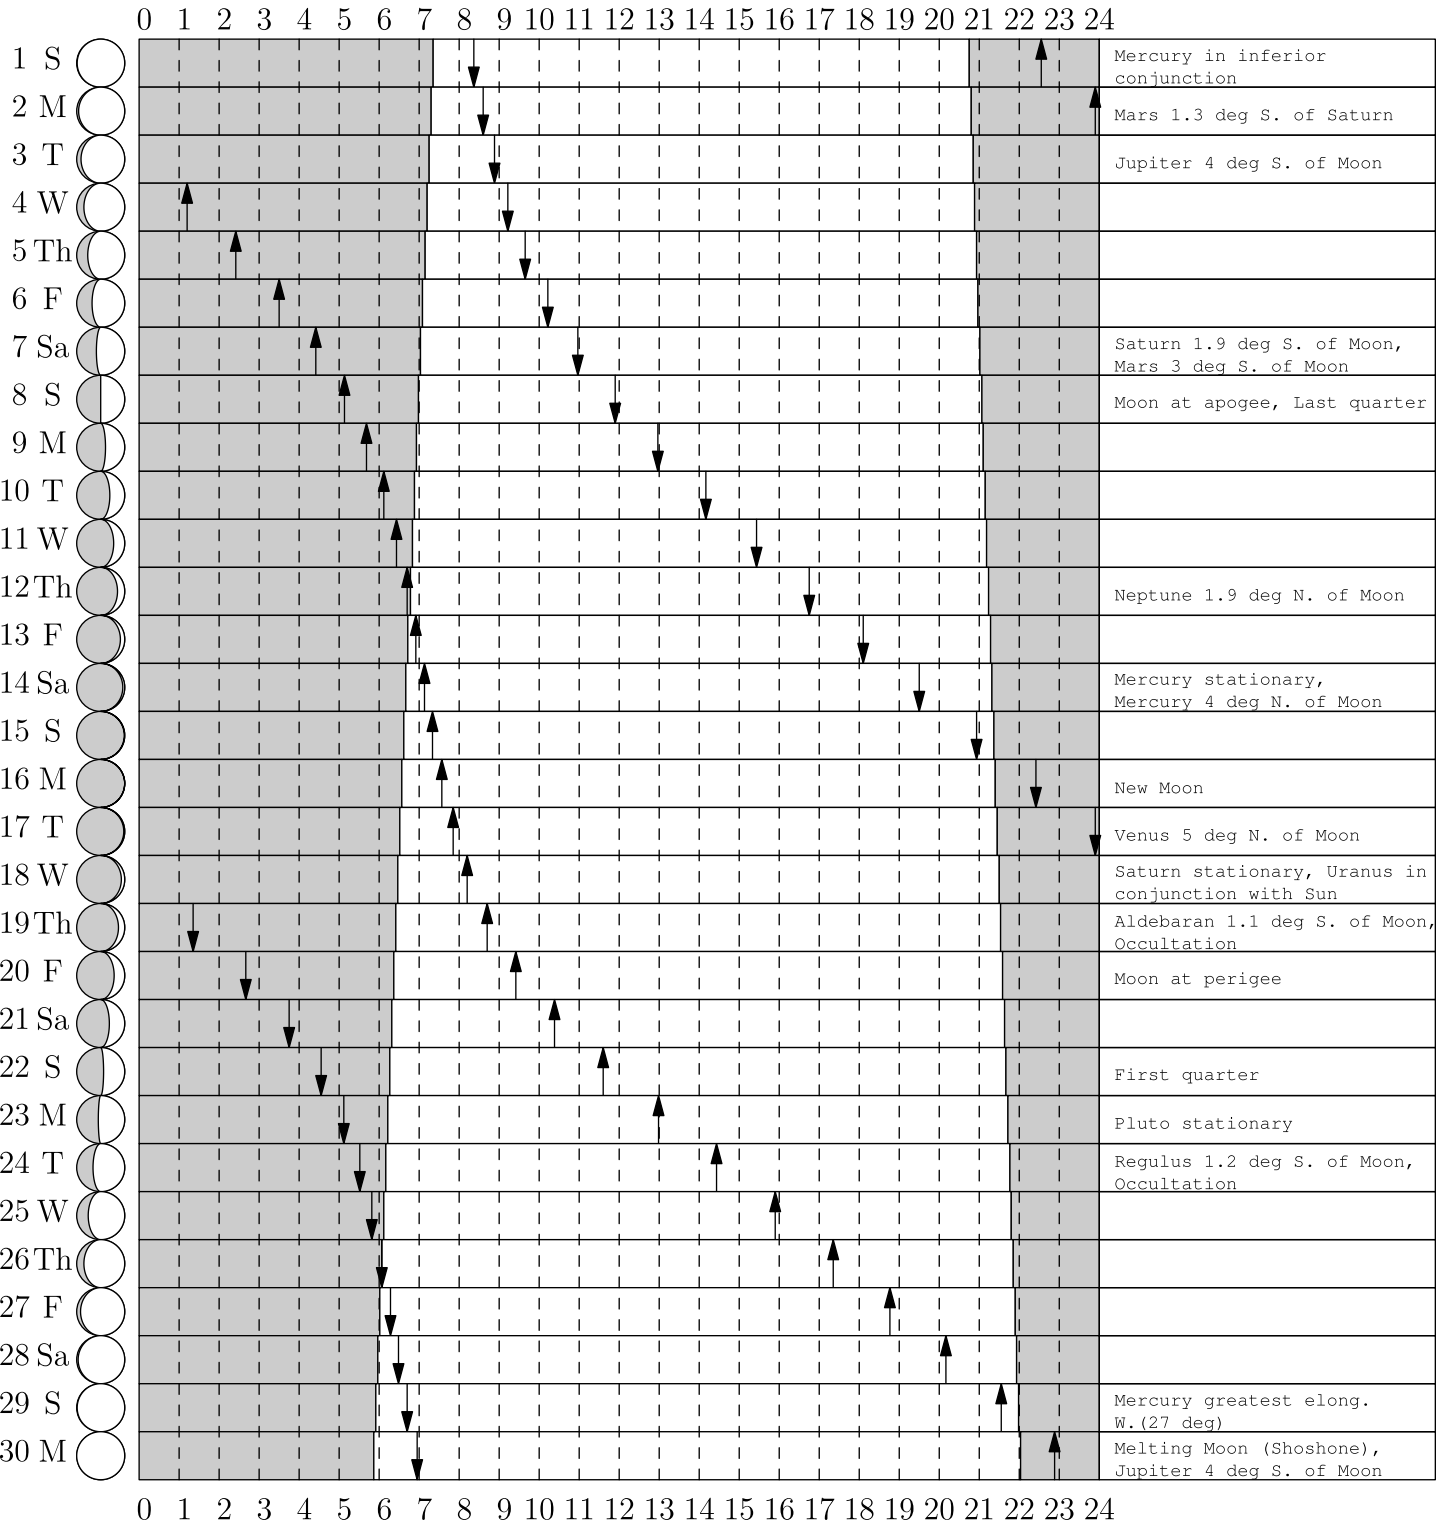 0 1 2 3 4 5 6 7 8 9 10 11 12 13 14 15 16 17 18 19 20 21 22 23 24
1 S Mercury in inferior
conjunction
2 M Mars 1.3 deg S. of Saturn
3 T Jupiter 4 deg S. of Moon
4 W
5 Th
6 F
7 Sa Saturn 1.9 deg S. of Moon,
Mars 3 deg S. of Moon
8 S Moon at apogee, Last quarter
9 M
10 T
11 W
12 Th Neptune 1.9 deg N. of Moon
13 F
14 Sa Mercury stationary,
Mercury 4 deg N. of Moon
15 S
16 M New Moon
17 T Venus 5 deg N. of Moon
18 W Saturn stationary, Uranus in
conjunction with Sun
19 Th Aldebaran 1.1 deg S. of Moon,
Occultation
20 F Moon at perigee
21 Sa
22 S First quarter
23 M Pluto stationary
24 T Regulus 1.2 deg S. of Moon,
Occultation
25 W
26 Th
27 F
28 Sa
29 S Mercury greatest elong.
W.(27 deg)
30 M Melting Moon (Shoshone),
Jupiter 4 deg S. of Moon
0 1 2 3 4 5 6 7 8 9 10 11 12 13 14 15 16 17 18 19 20 21 22 23 24